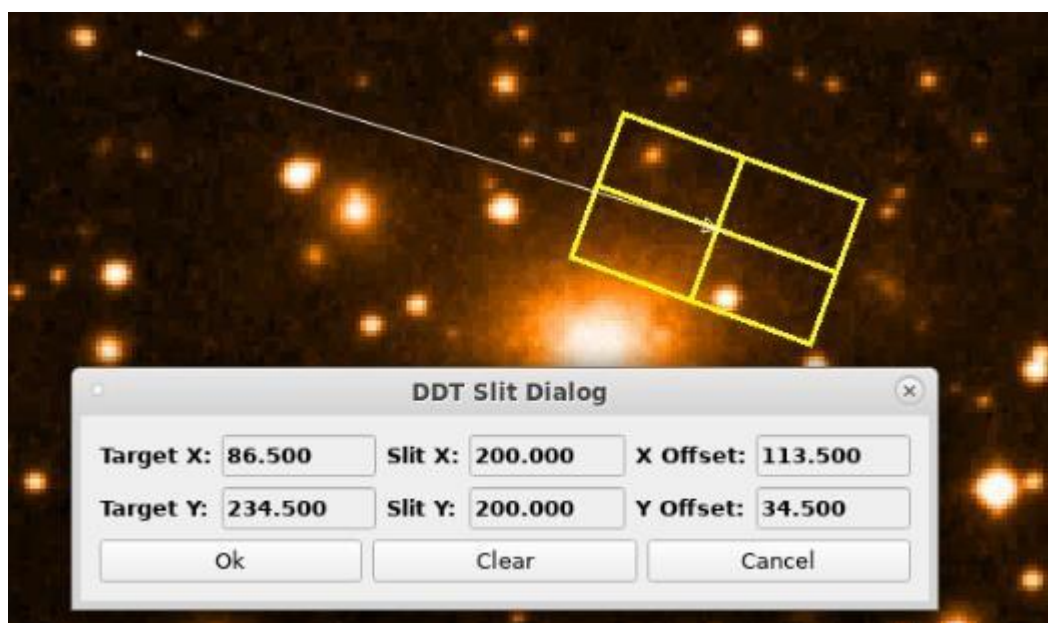 DDT Slit Dialog
Target X: 86.500 Slit X: 200.000 X Offset: 113.500
Target Y: 234.500 Slit Y: 200.000 Y Offset: 34.500
Ok Clear Cancel